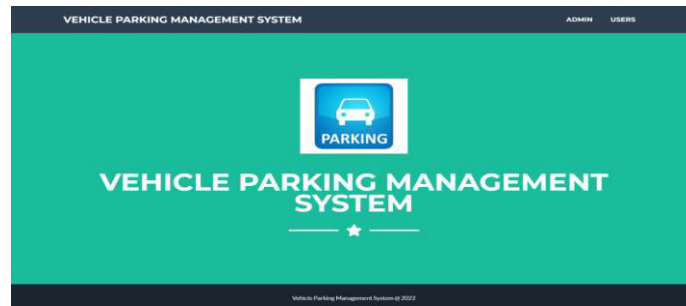 VEHICLE PARKING MANAGEMENT SYSTEM
ADMIN USERS
PARKING
VEHICLE PARKING MANAGEMENT
SYSTEM
Vehicle Parking Management System @ 2022